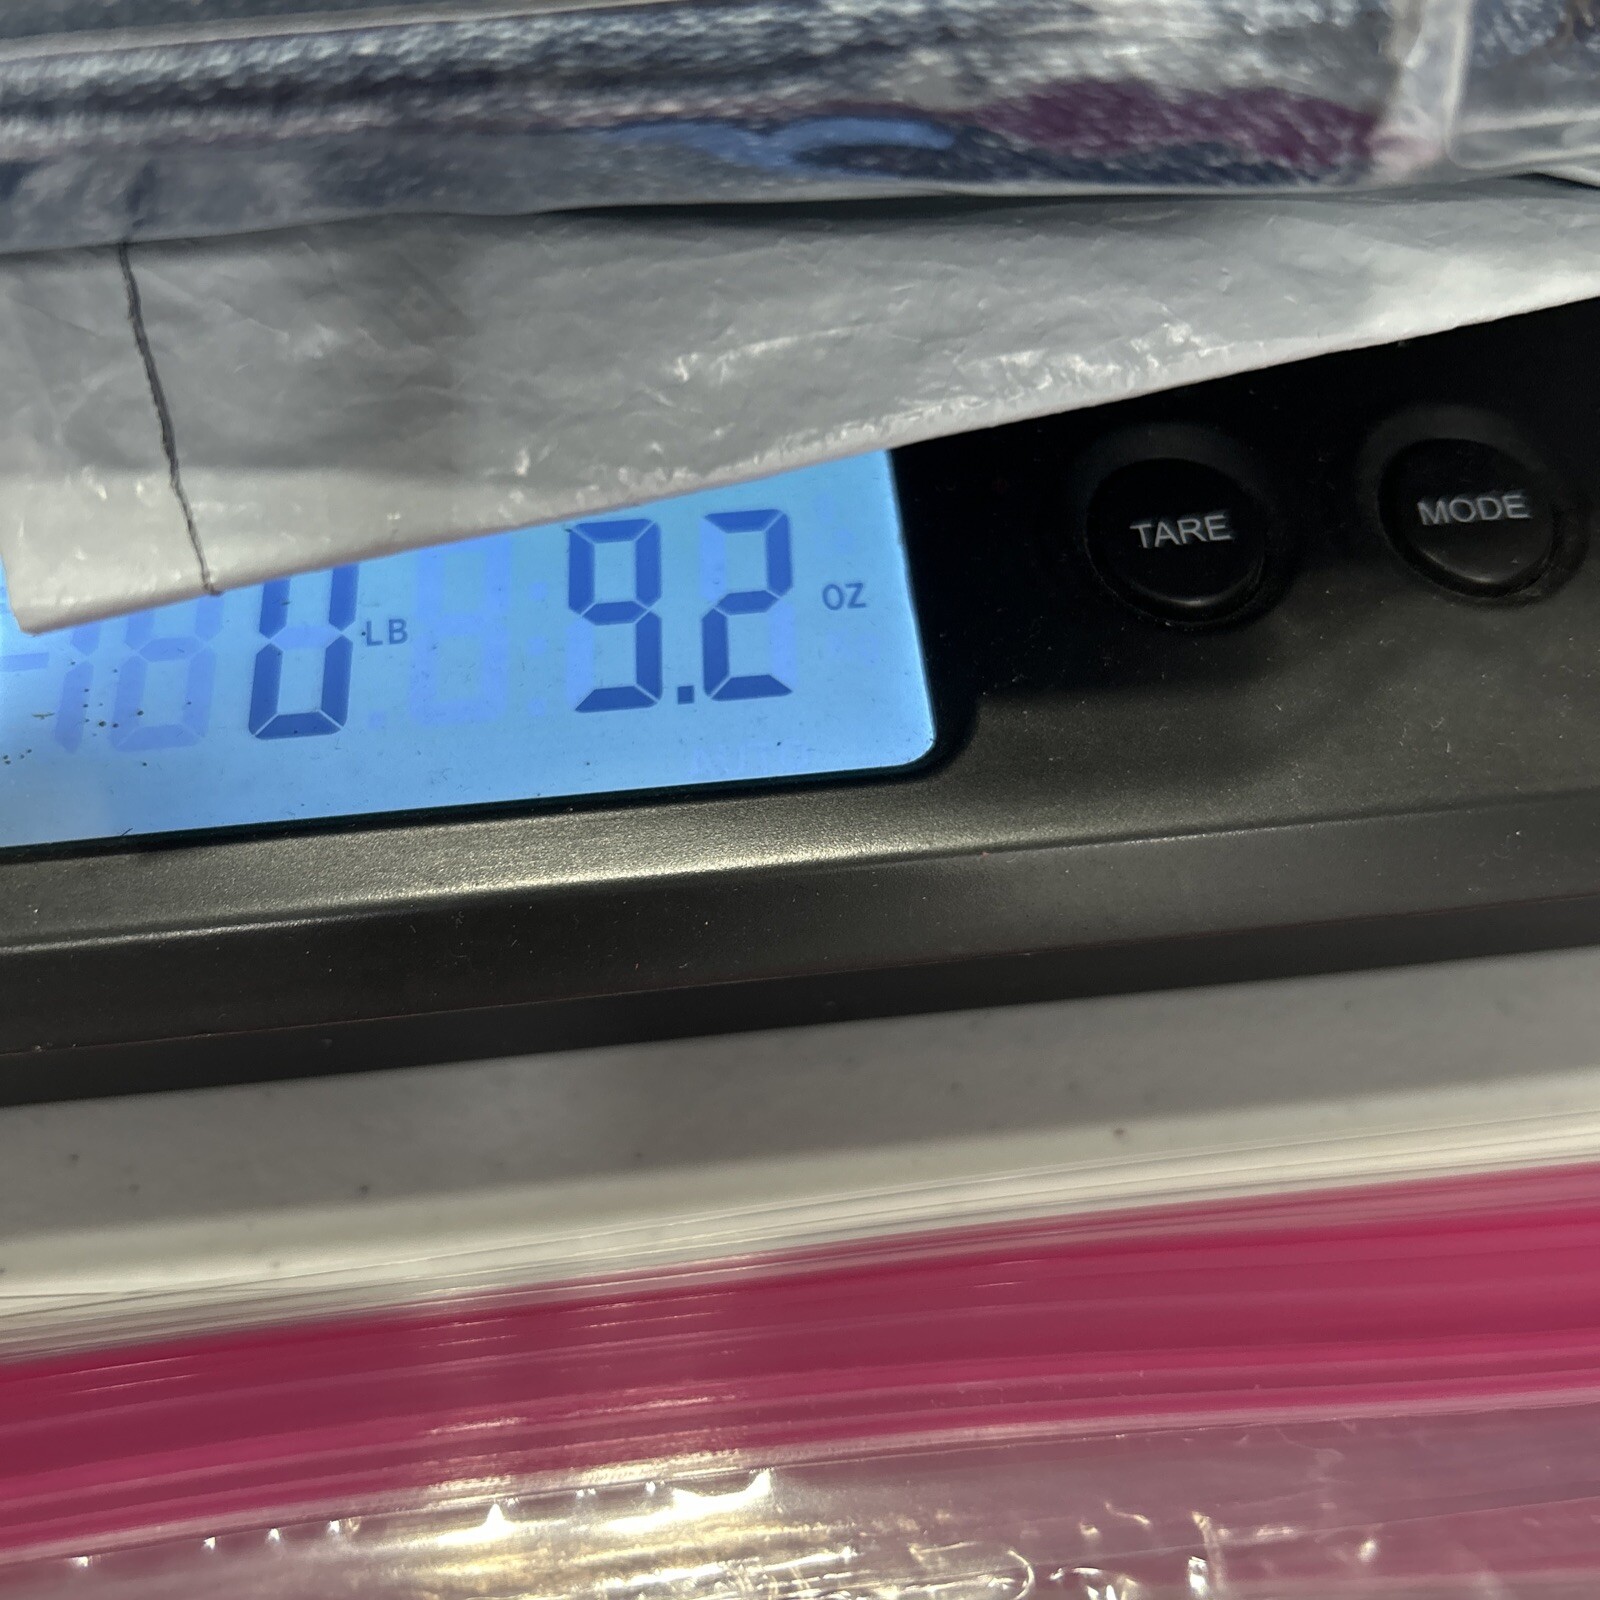 0 LB 9.2 OZ
TARE MODE